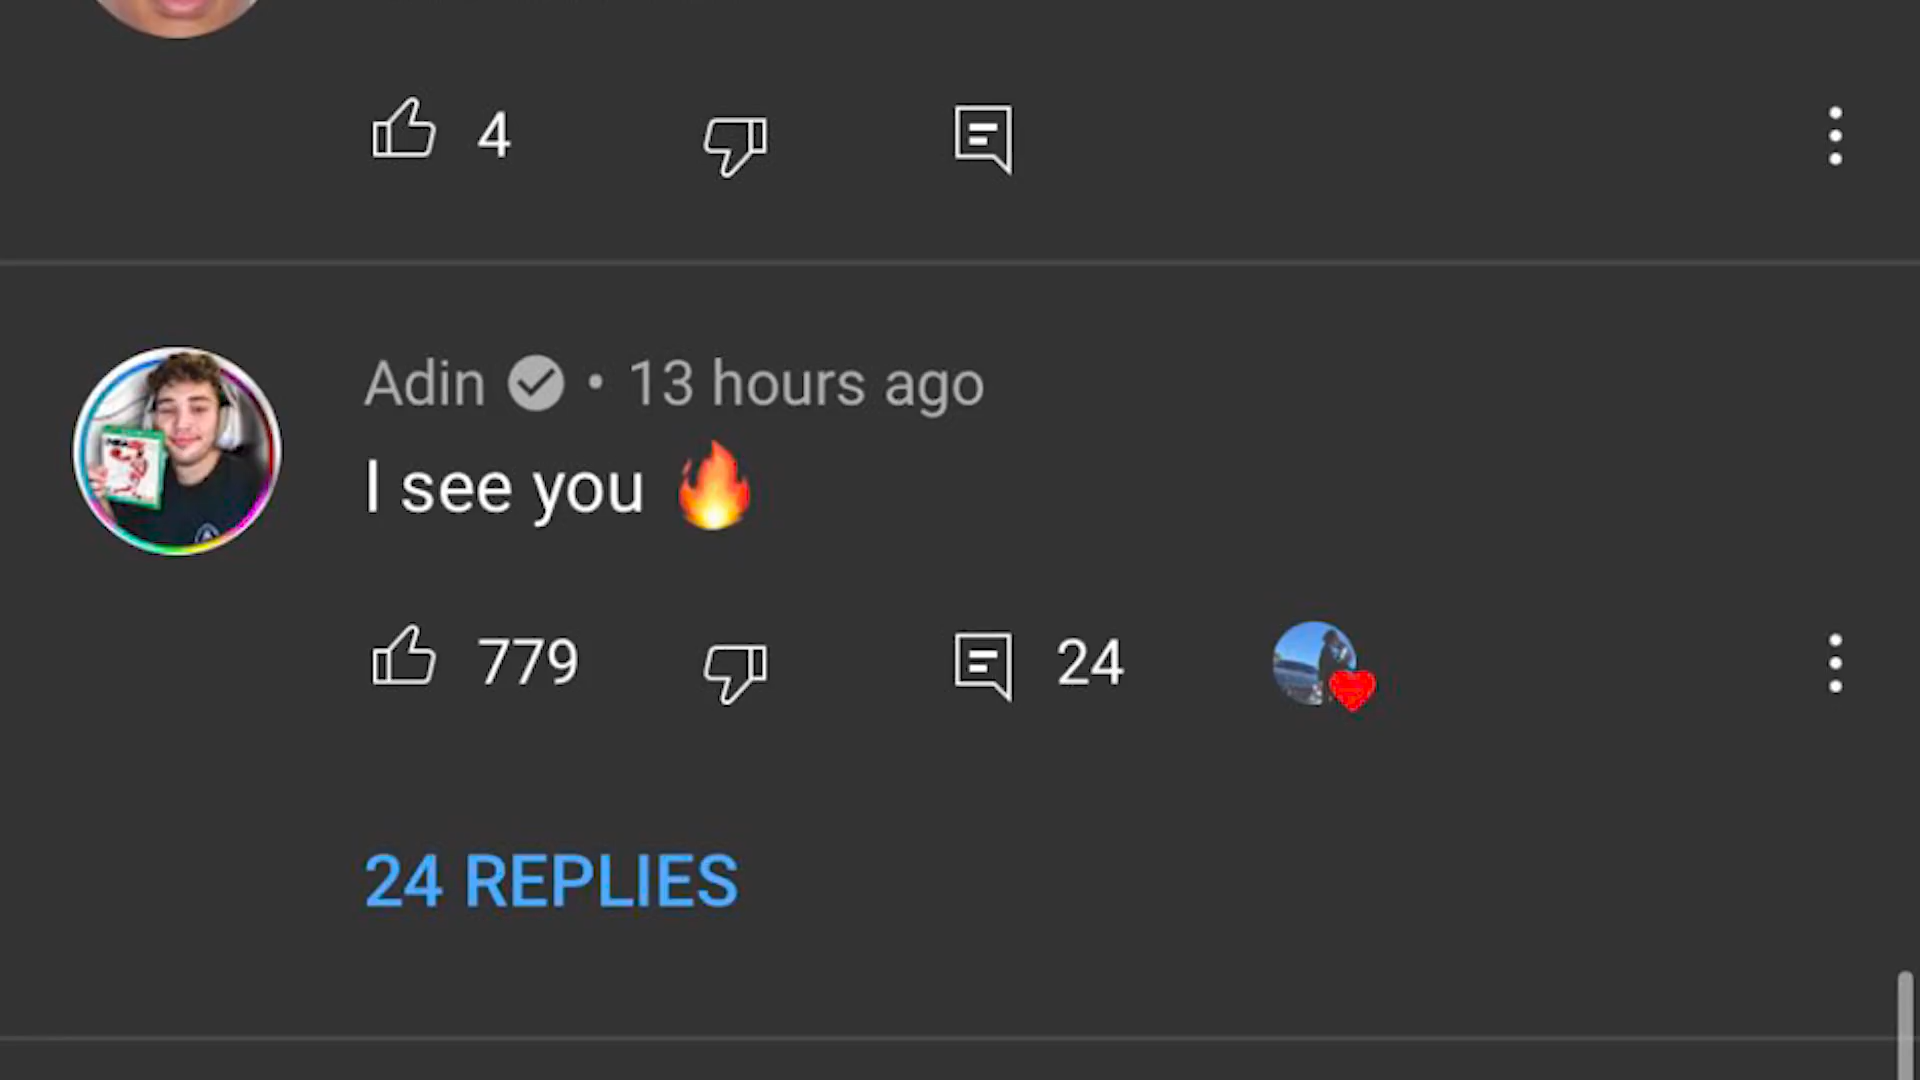 4
Adin • 13 hours ago
I see you 🔥
779 24
24 REPLIES